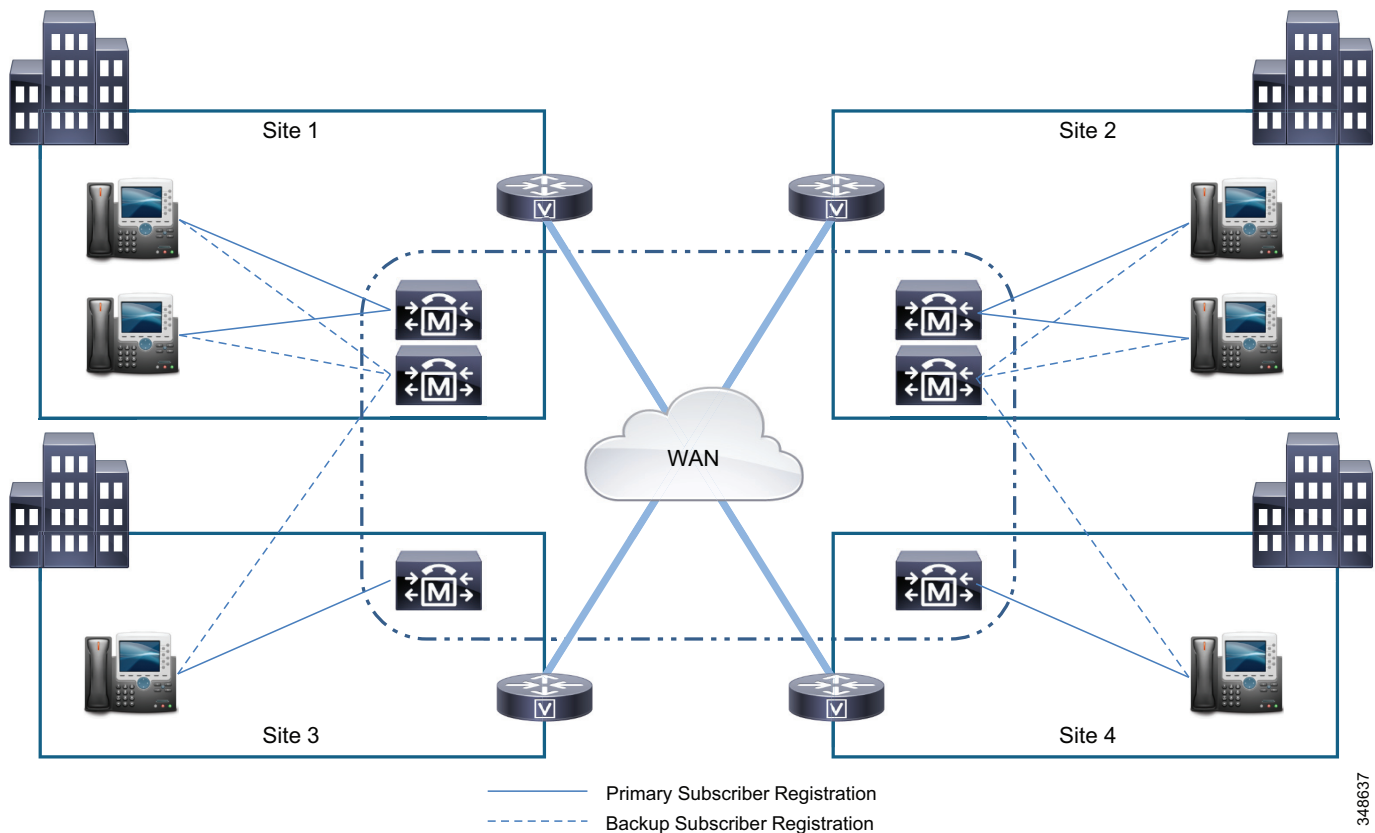 Site 1
Site 2
V
V
M
M
M
M
WAN
M
M
V
V
Site 3
Site 4
Primary Subscriber Registration
Backup Subscriber Registration
348637